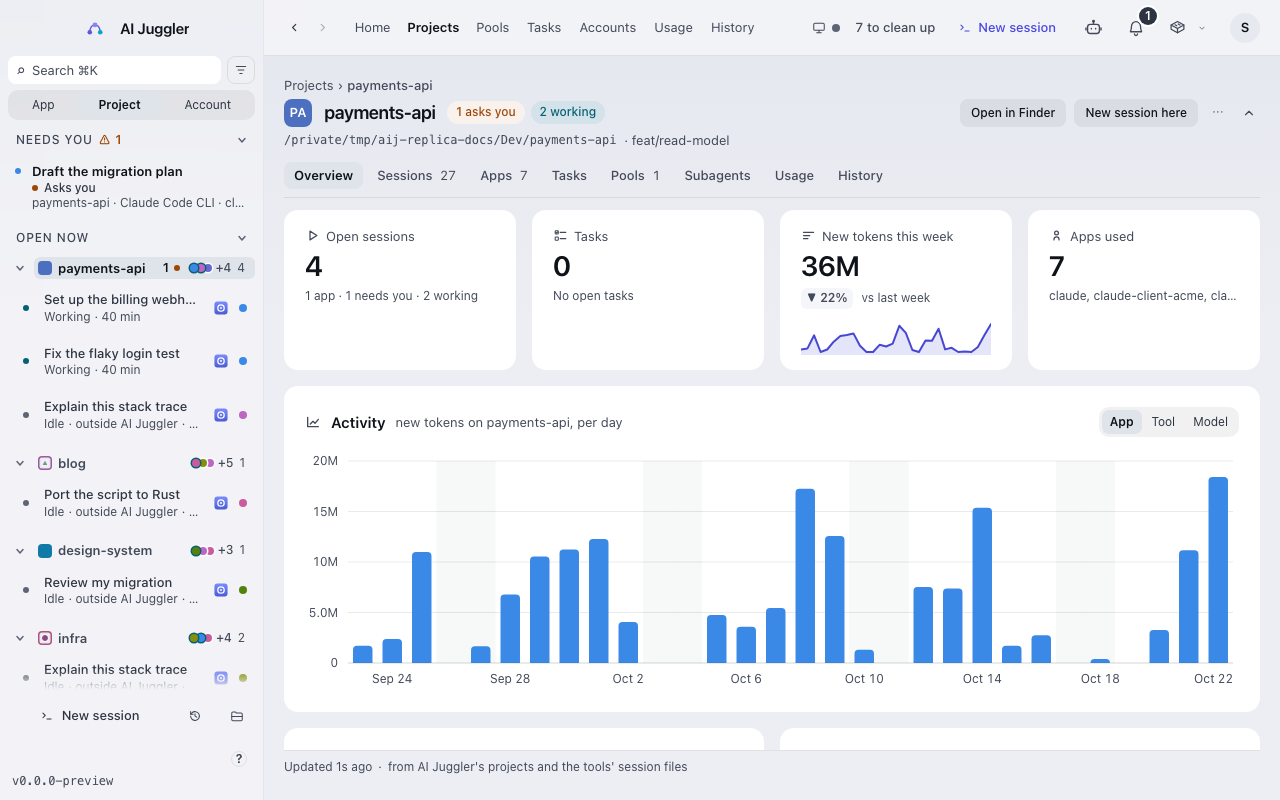 AI Juggler
Search ⌘K
App Project Account
NEEDS YOU 1
Draft the migration plan
Asks you
payments-api · Claude Code CLI · cl...
OPEN NOW
payments-api 1 +4 4
Set up the billing webh...
Working · 40 min
Fix the flaky login test
Working · 40 min
Explain this stack trace
Idle · outside AI Juggler · ...
blog +5 1
Port the script to Rust
Idle · outside AI Juggler · ...
design-system +3 1
Review my migration
Idle · outside AI Juggler · ...
infra +4 2
Explain this stack trace
Idle · outside AI Juggler · ...
New session
?
v0.0.0-preview
Home Projects Pools Tasks Accounts Usage History
7 to clean up
New session
1
S
Projects › payments-api
PA payments-api 1 asks you 2 working
Open in Finder New session here ···
/private/tmp/aij-replica-docs/Dev/payments-api · feat/read-model
Overview Sessions 27 Apps 7 Tasks Pools 1 Subagents Usage History
Open sessions
4
1 app · 1 needs you · 2 working
Tasks
0
No open tasks
New tokens this week
36M
▼ 22% vs last week
Apps used
7
claude, claude-client-acme, cla...
Activity new tokens on payments-api, per day
App Tool Model
20M
15M
10M
5.0M
0
Sep 24 Sep 28 Oct 2 Oct 6 Oct 10 Oct 14 Oct 18 Oct 22
Updated 1s ago · from AI Juggler's projects and the tools' session files